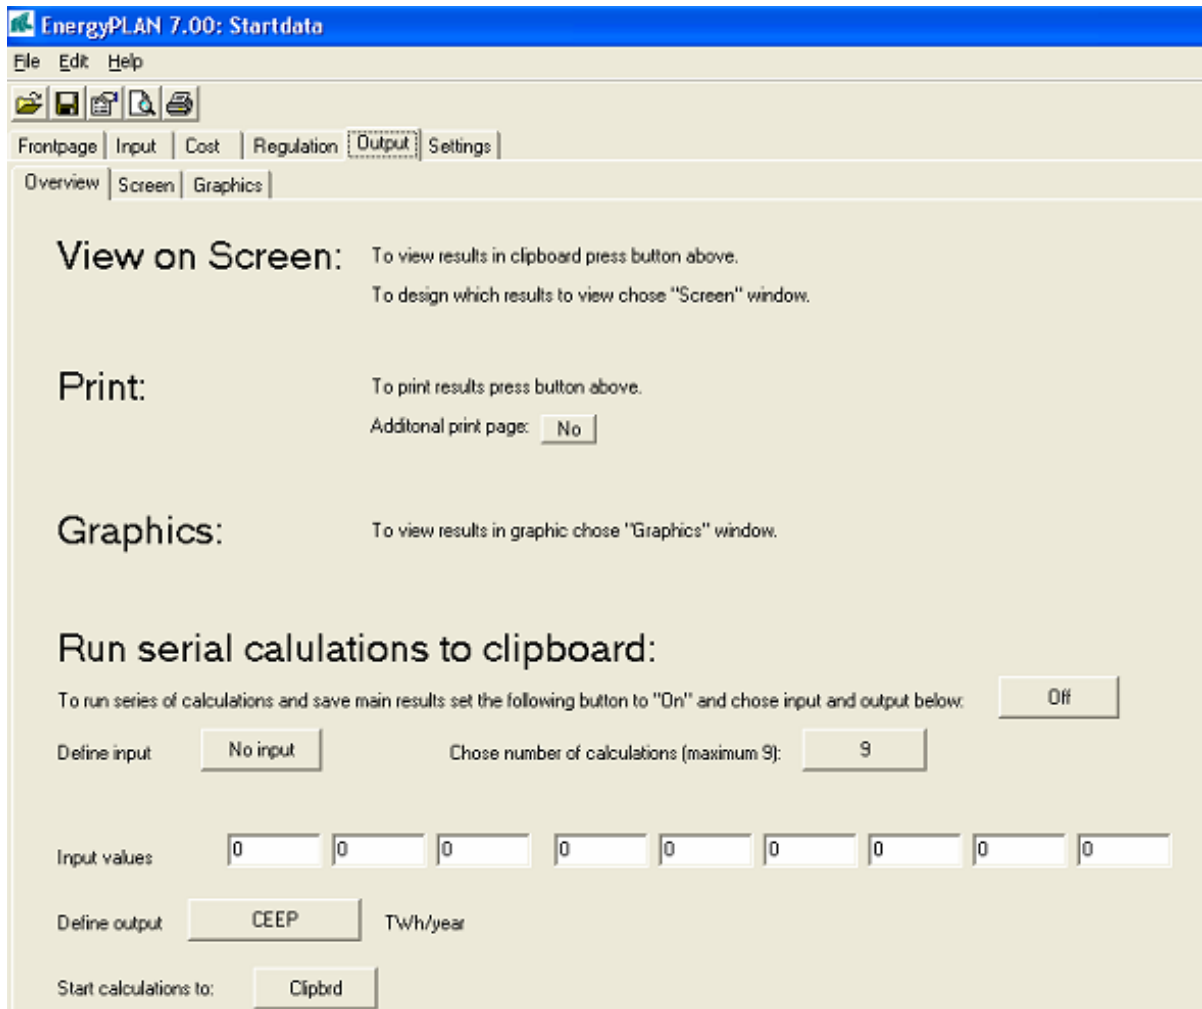 EnergyPLAN 7.00: Startdata
File Edit Help
Frontpage Input Cost Regulation Output Settings
Overview Screen Graphics
View on Screen: To view results in clipboard press button above.
To design which results to view chose "Screen" window.
Print: To print results press button above.
Additonal print page: No
Graphics: To view results in graphic chose "Graphics" window.
Run serial calulations to clipboard:
To run series of calculations and save main results set the following button to "On" and chose input and output below: Off
Define input No input Chose number of calculations (maximum 9): 9
Input values 0 0 0 0 0 0 0 0 0
Define output CEEP TWh/year
Start calculations to: Clipbrd